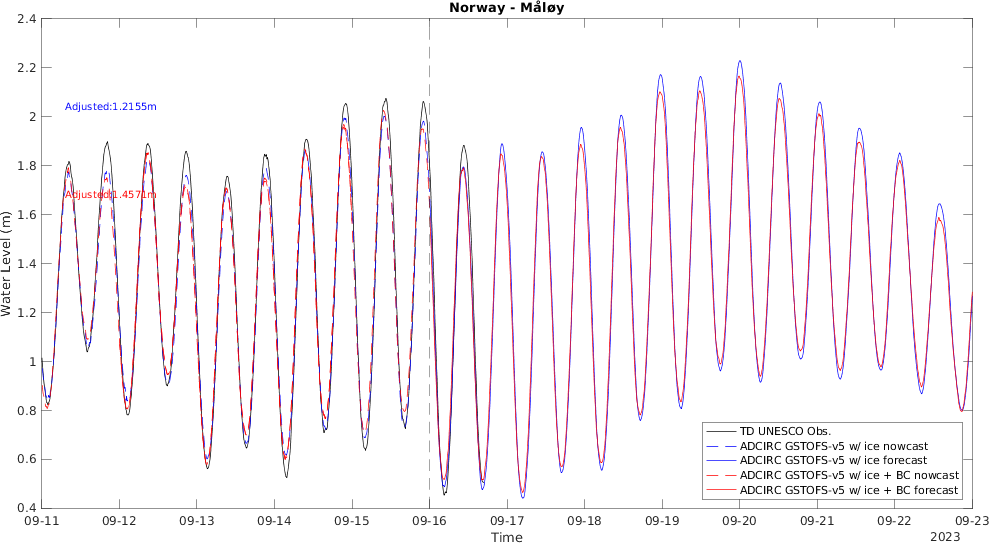 Norway - Måløy
2.4
2.2
2
1.8
1.6
1.4
1.2
1
0.8
0.6
0.4
Water Level (m)
Adjusted:1.2155m
Adjusted:1.4571m
TD UNESCO Obs.
ADCIRC GSTOFS-v5 w/ ice nowcast
ADCIRC GSTOFS-v5 w/ ice forecast
ADCIRC GSTOFS-v5 w/ ice + BC nowcast
ADCIRC GSTOFS-v5 w/ ice + BC forecast
09-11 09-12 09-13 09-14 09-15 09-16 09-17 09-18 09-19 09-20 09-21 09-22 09-23
Time
2023